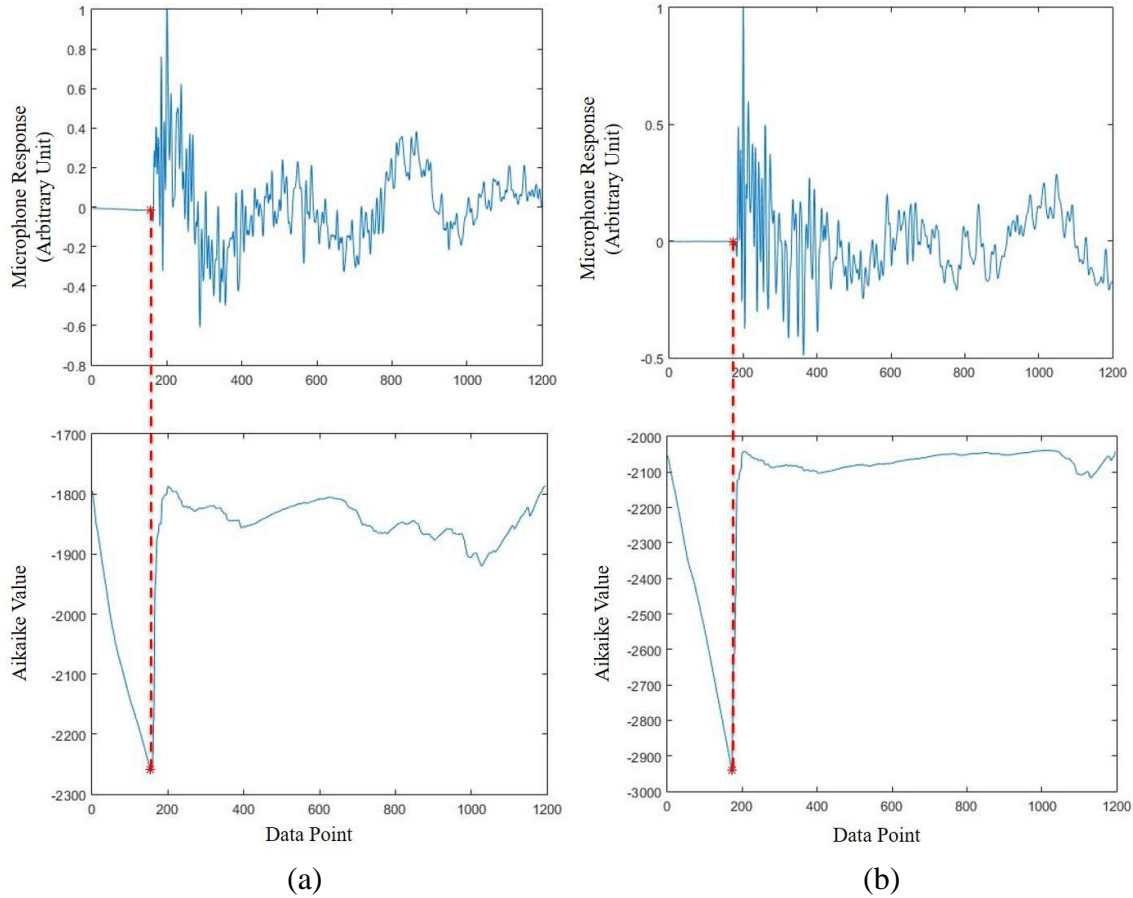 Microphone Response
(Arbitrary Unit)
1
0.8
0.6
0.4
0.2
0
-0.2
-0.4
-0.6
-0.8
0 200 400 600 800 1000 1200
Microphone Response
(Arbitrary Unit)
1
0.5
0
-0.5
0 200 400 600 800 1000 1200
Aikaike Value
-1700
-1800
-1900
-2000
-2100
-2200
-2300
0 200 400 600 800 1000 1200
Data Point
(a)
Aikaike Value
-2000
-2100
-2200
-2300
-2400
-2500
-2600
-2700
-2800
-2900
-3000
0 200 400 600 800 1000 1200
Data Point
(b)